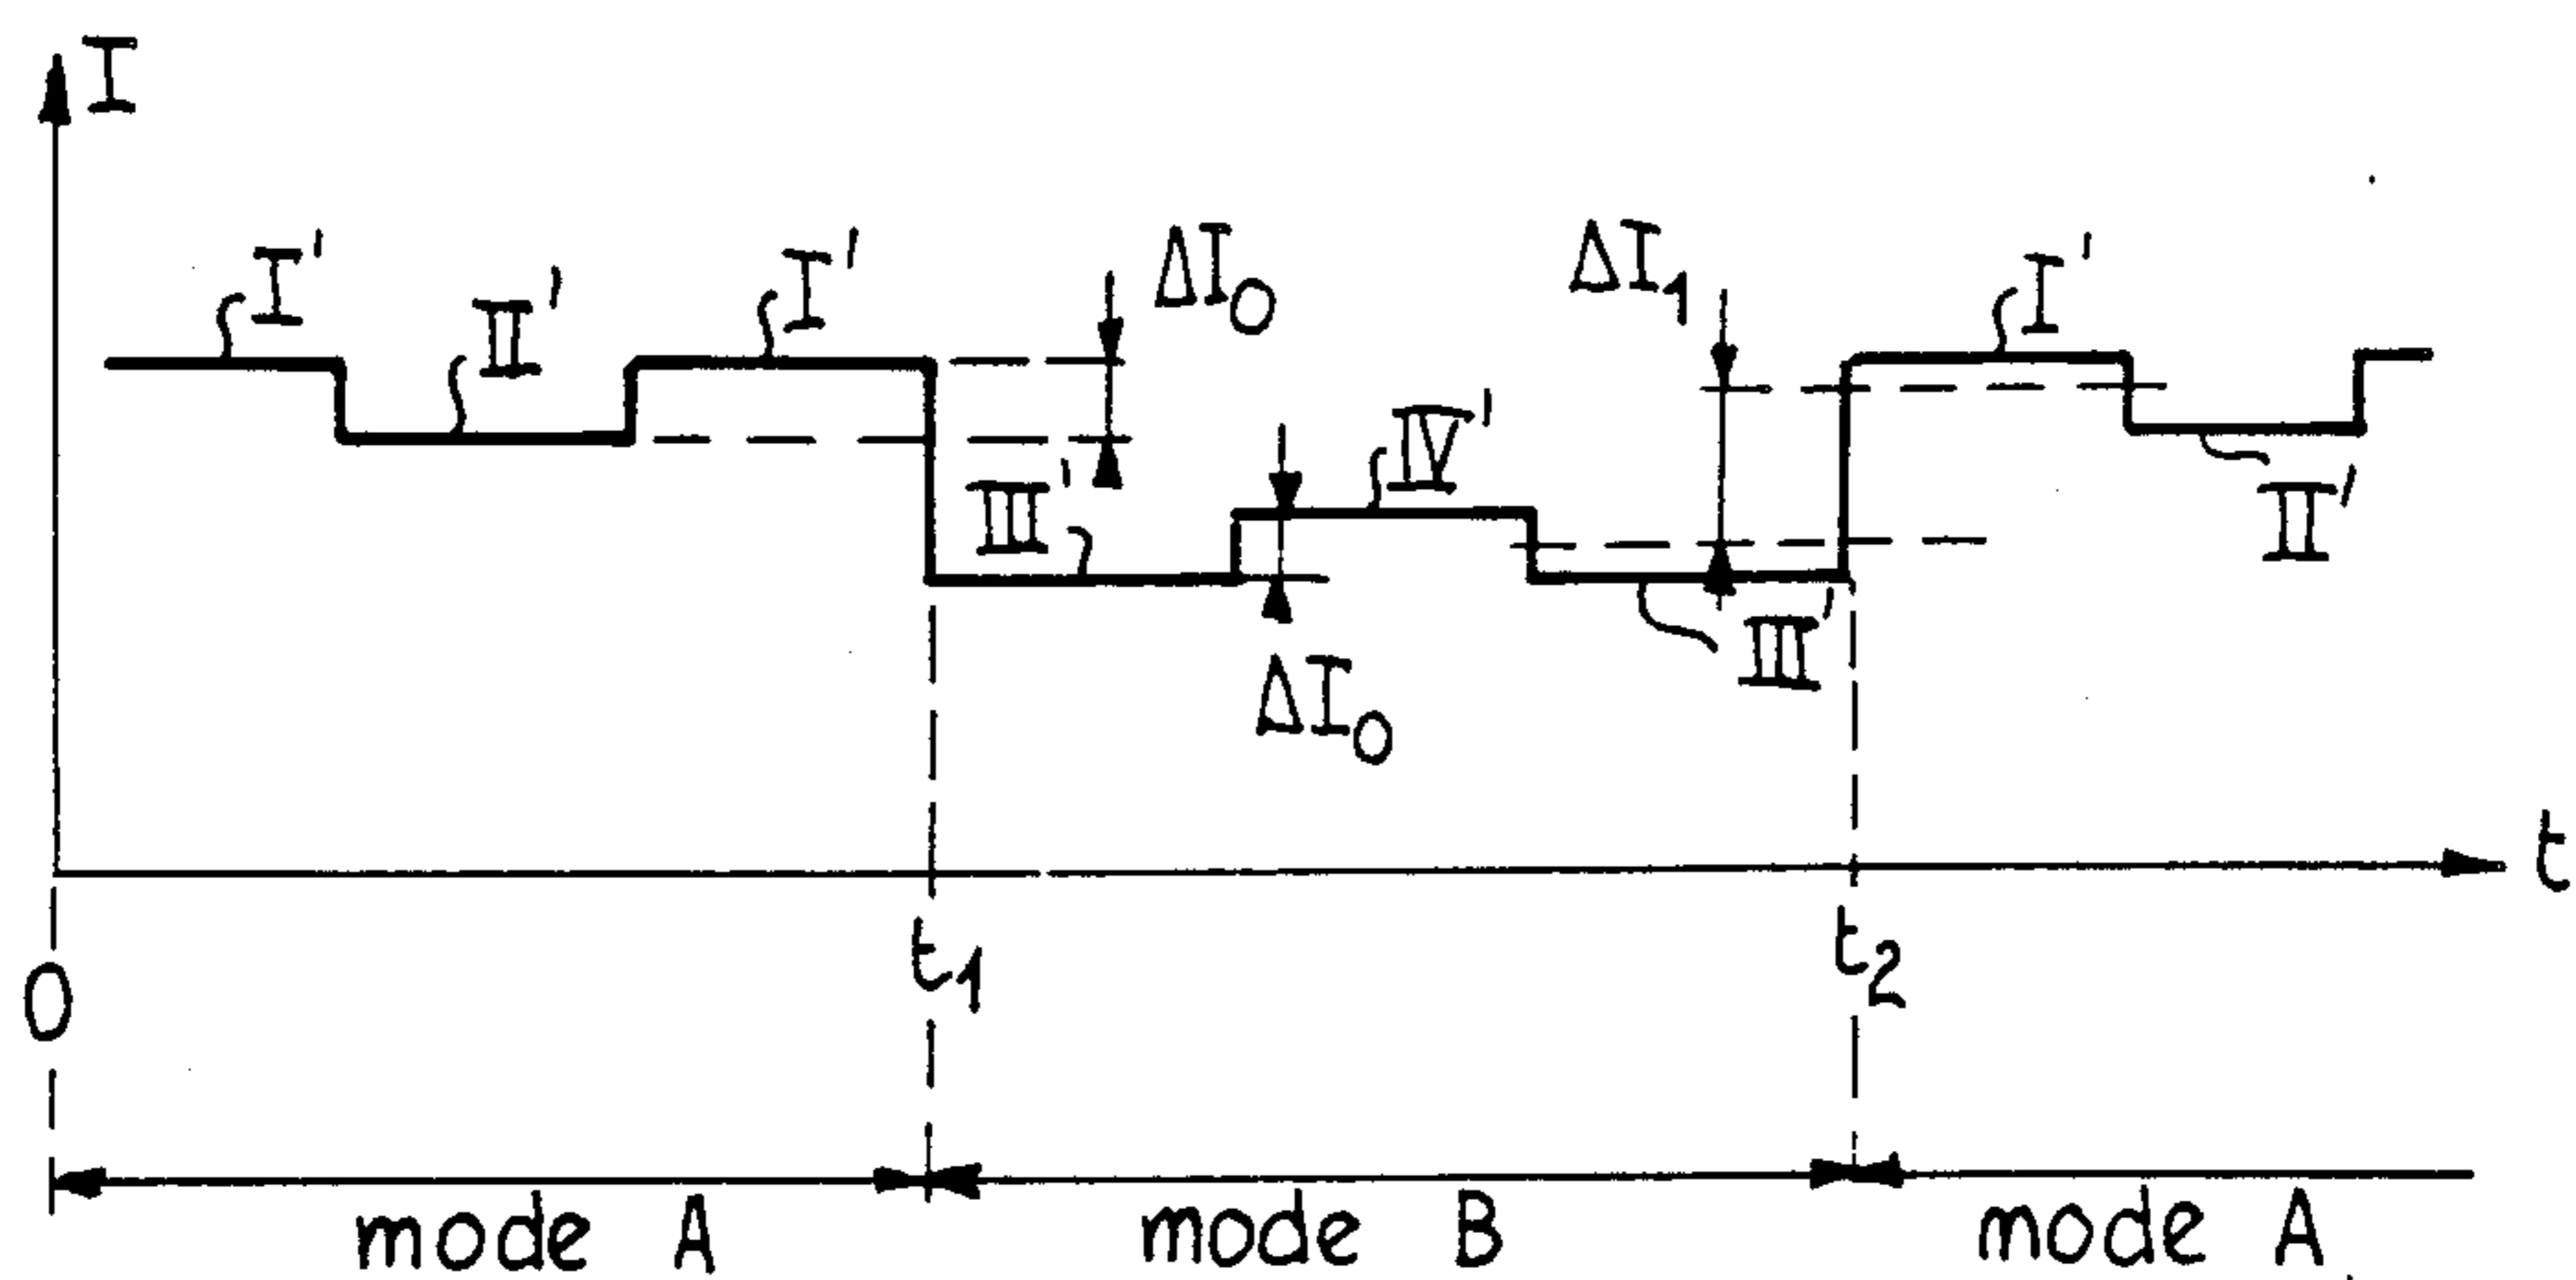 I
I'
II'
I'
ΔI₀
ΔI₁
I'
III'
IV'
II'
ΔI₀
III'
t
0
t₁
t₂
mode A
mode B
mode A